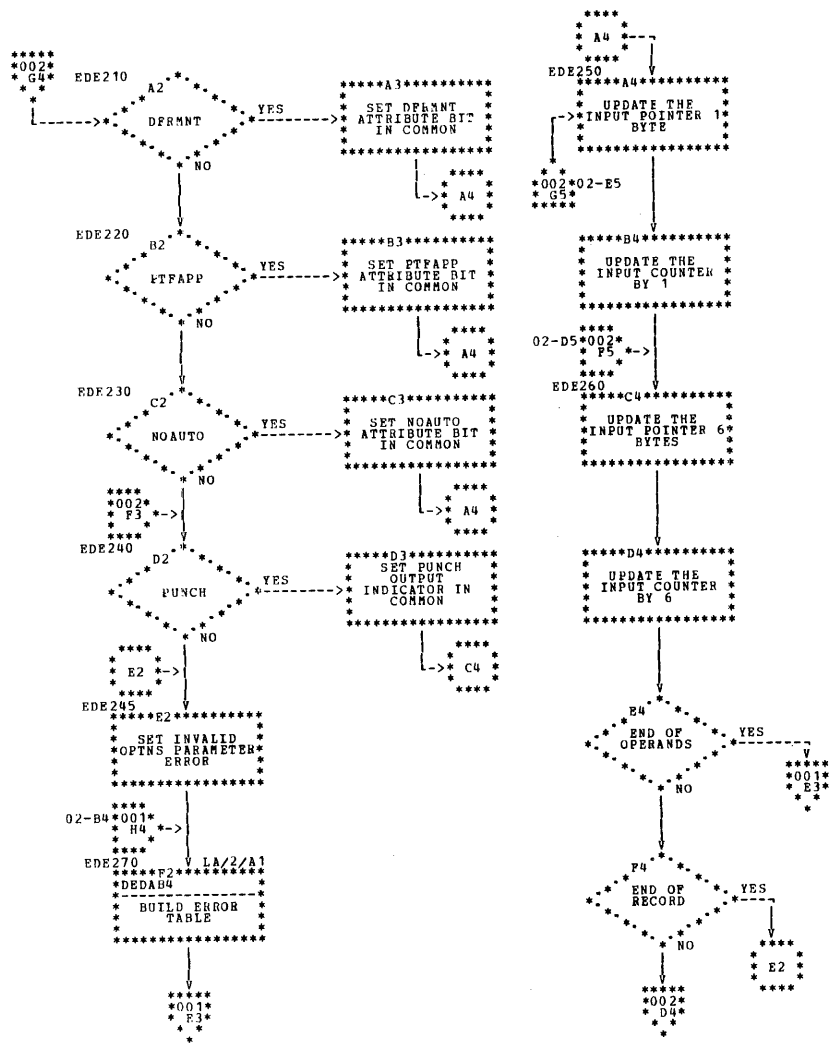 002
G4
EDE210
A2
DFRMNT
YES
NO
A3
SET DFRMNT
ATTRIBUTE BIT
IN COMMON
A4
EDE220
B2
PTFAPP
YES
NO
B3
SET PTFAPP
ATTRIBUTE BIT
IN COMMON
A4
EDE230
C2
NOAUTO
YES
NO
C3
SET NOAUTO
ATTRIBUTE BIT
IN COMMON
A4
002
F3
EDE240
D2
PUNCH
YES
NO
D3
SET PUNCH
OUTPUT
INDICATOR IN
COMMON
C4
E2
EDE245
E2
SET INVALID
OPTNS PARAMETER
ERROR
02-B4
001
H4
EDE270
F2
LA/2/A1
DEDAB4
BUILD ERROR
TABLE
001
E3
A4
EDE250
A4
UPDATE THE
INPUT POINTER 1
BYTE
002
G5
02-E5
B4
UPDATE THE
INPUT COUNTER
BY 1
02-D5
002
F5
EDE260
C4
UPDATE THE
INPUT POINTER 6
BYTES
D4
UPDATE THE
INPUT COUNTER
BY 6
E4
END OF
OPERANDS
YES
NO
001
E3
F4
END OF
RECORD
YES
NO
E2
002
D4